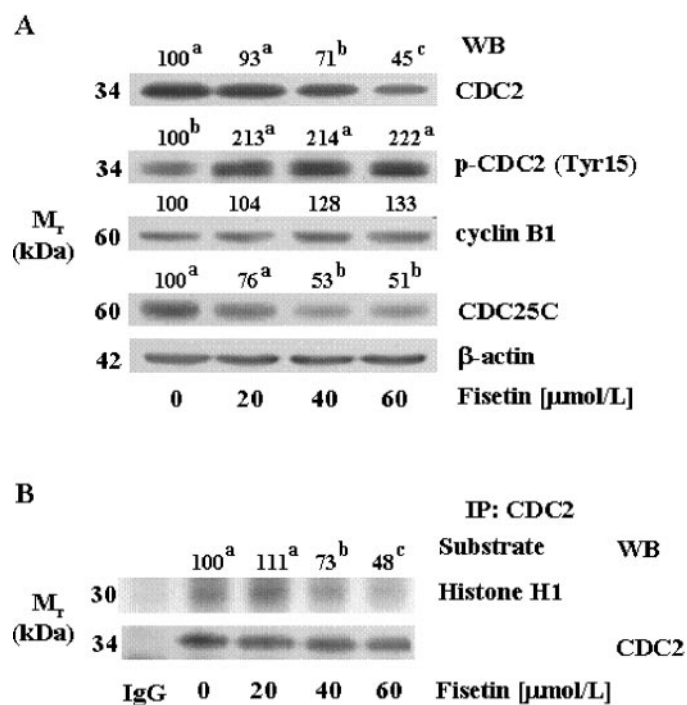 A
100ᵃ 93ᵃ 71ᵇ 45ᶜ WB
34 CDC2
100ᵇ 213ᵃ 214ᵃ 222ᵃ
34 p-CDC2 (Tyr15)
Mᵣ (kDa)
100 104 128 133
60 cyclin B1
100ᵃ 76ᵃ 53ᵇ 51ᵇ
60 CDC25C
42 β-actin
0 20 40 60 Fisetin [µmol/L]
B
IP: CDC2
100ᵃ 111ᵃ 73ᵇ 48ᶜ Substrate WB
Mᵣ (kDa)
30 Histone H1
34 CDC2
IgG 0 20 40 60 Fisetin [µmol/L]